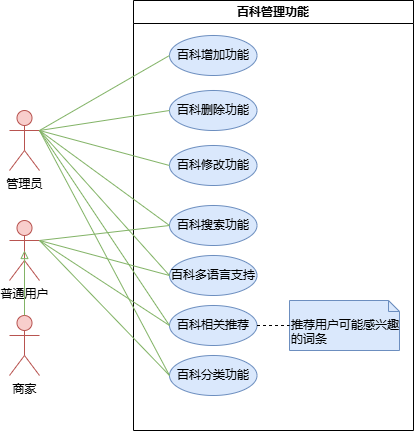 百科管理功能
百科增加功能
百科删除功能
百科修改功能
管理员
百科搜索功能
百科多语言支持
普通用户
百科相关推荐
推荐用户可能感兴趣
的词条
百科分类功能
商家